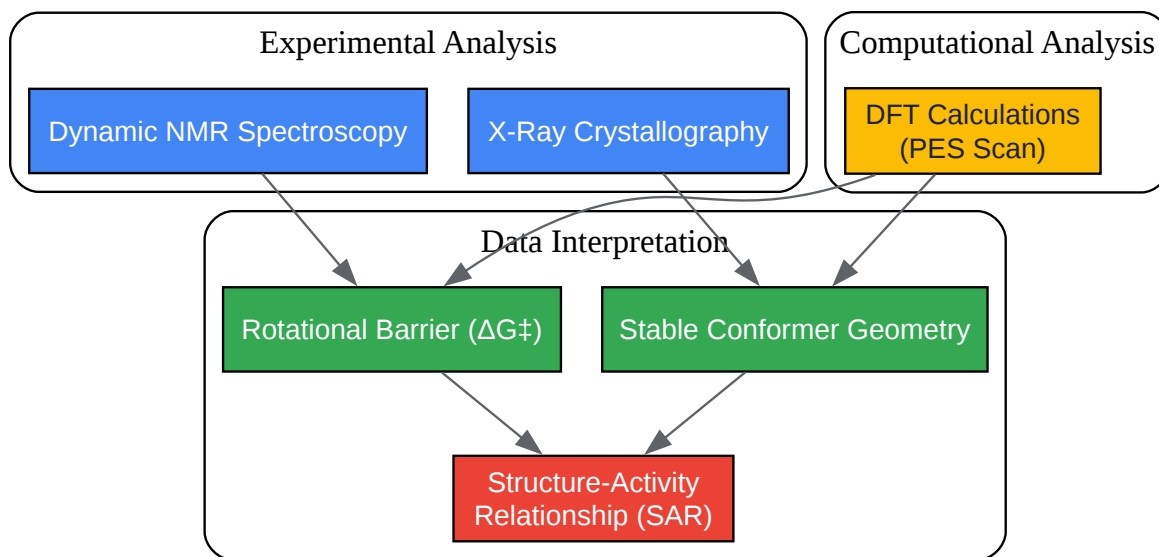 Experimental Analysis
Computational Analysis
Dynamic NMR Spectroscopy
X-Ray Crystallography
DFT Calculations
(PES Scan)
Data Interpretation
Rotational Barrier (ΔG‡)
Stable Conformer Geometry
Structure-Activity
Relationship (SAR)